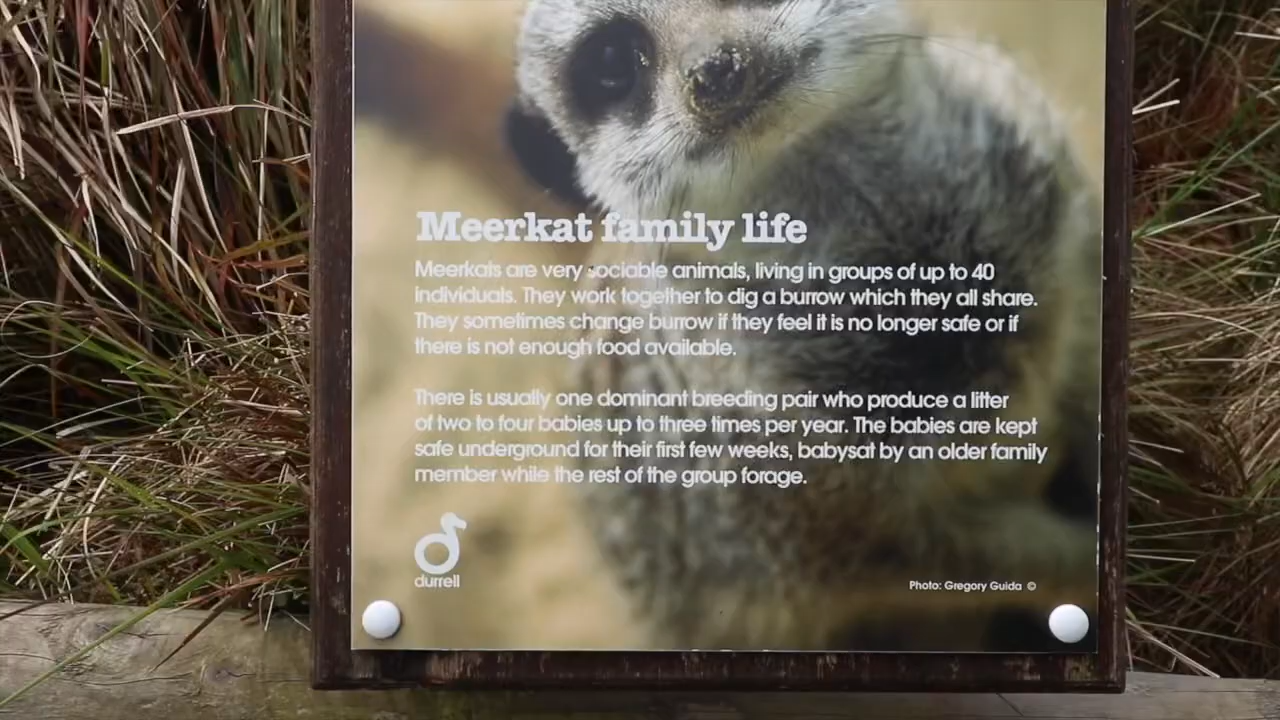 Meerkat family life
Meerkats are very sociable animals, living in groups of up to 40
individuals. They work together to dig a burrow which they all share.
They sometimes change burrow if they feel it is no longer safe or if
there is not enough food available.
There is usually one dominant breeding pair who produce a litter
of two to four babies up to three times per year. The babies are kept
safe underground for their first few weeks, babysat by an older family
member while the rest of the group forage.
durrell
Photo: Gregory Guida ©